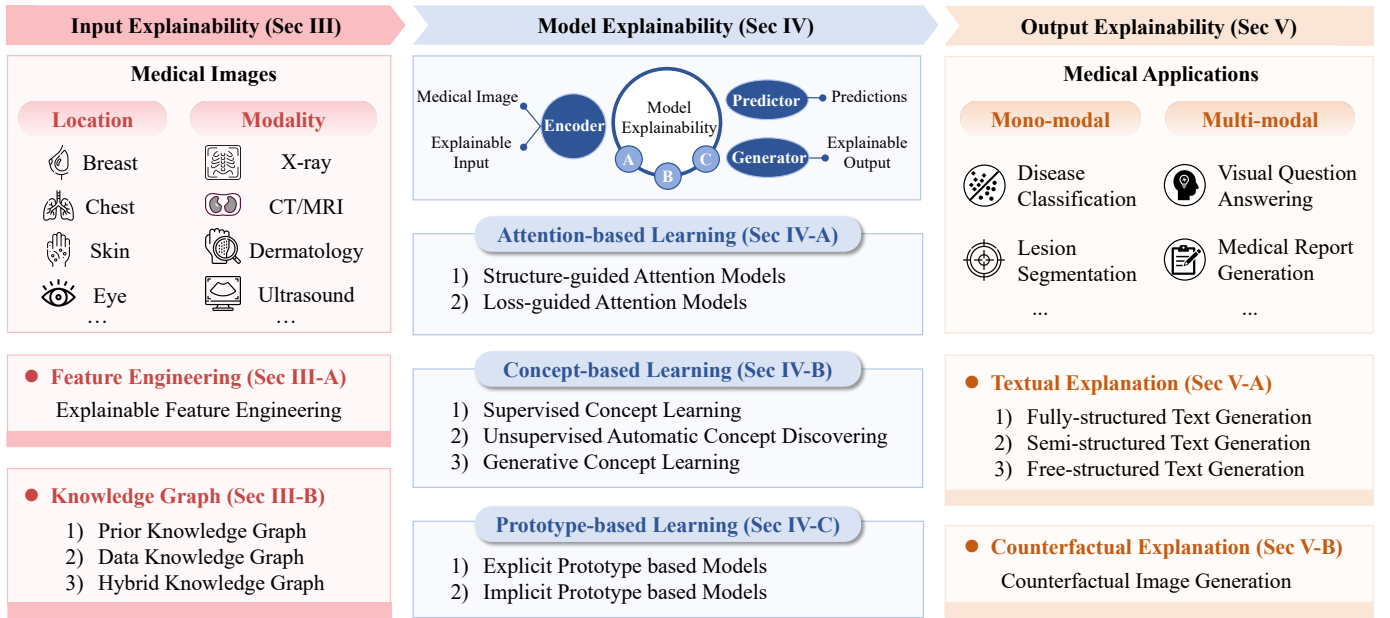 Input Explainability (Sec III)
Medical Images
Location
Modality
Breast
X-ray
Chest
CT/MRI
Skin
Dermatology
Eye
Ultrasound
...
...
Feature Engineering (Sec III-A)
Explainable Feature Engineering
Knowledge Graph (Sec III-B)
1) Prior Knowledge Graph
2) Data Knowledge Graph
3) Hybrid Knowledge Graph
Model Explainability (Sec IV)
Medical Image
Explainable
Input
Encoder
Model
Explainability
A
B
C
Predictor
Predictions
Generator
Explainable
Output
Attention-based Learning (Sec IV-A)
1) Structure-guided Attention Models
2) Loss-guided Attention Models
Concept-based Learning (Sec IV-B)
1) Supervised Concept Learning
2) Unsupervised Automatic Concept Discovering
3) Generative Concept Learning
Prototype-based Learning (Sec IV-C)
1) Explicit Prototype based Models
2) Implicit Prototype based Models
Output Explainability (Sec V)
Medical Applications
Mono-modal
Multi-modal
Disease
Classification
Visual Question
Answering
Lesion
Segmentation
Medical Report
Generation
...
...
Textual Explanation (Sec V-A)
1) Fully-structured Text Generation
2) Semi-structured Text Generation
3) Free-structured Text Generation
Counterfactual Explanation (Sec V-B)
Counterfactual Image Generation